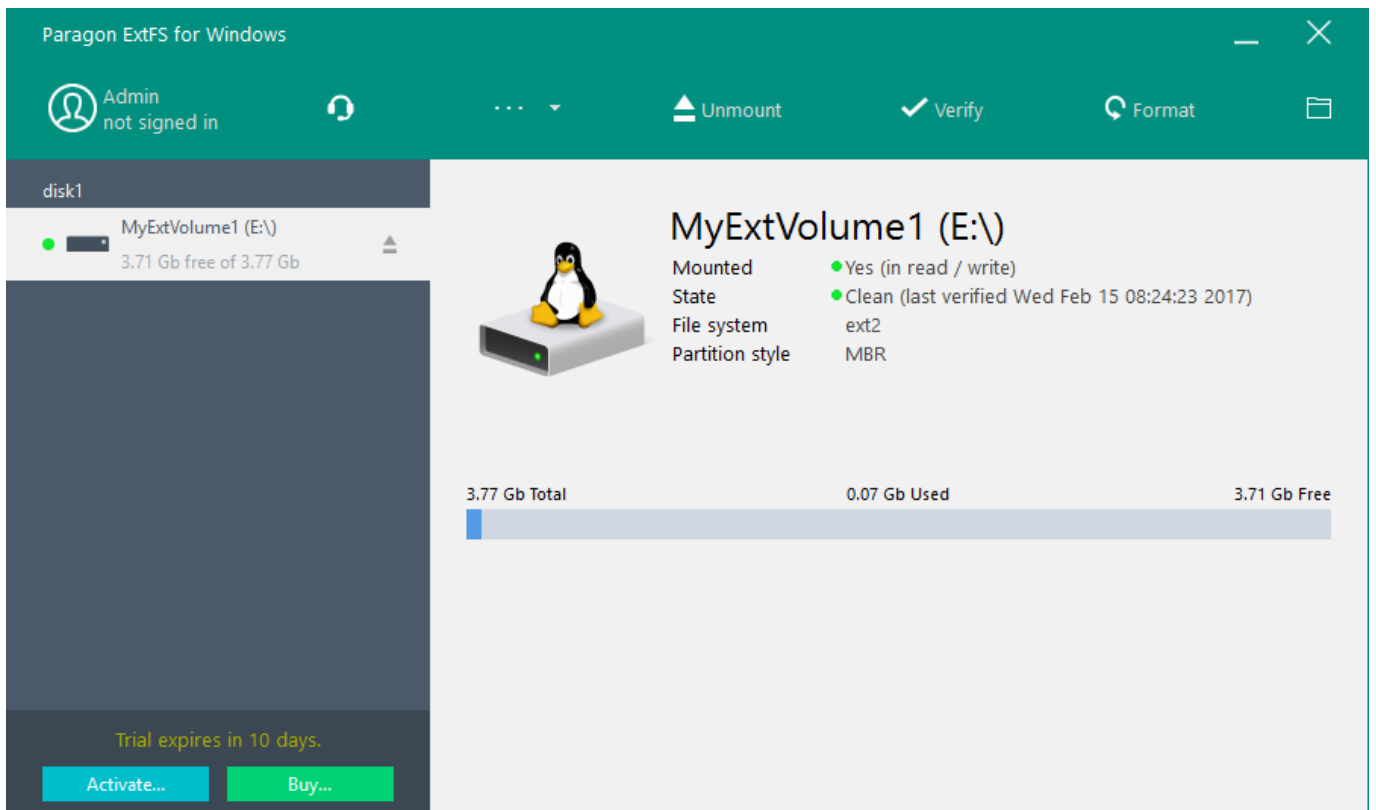 Paragon ExtFS for Windows
Admin
not signed in
... Unmount Verify Format
disk1
MyExtVolume1 (E:\)
3.71 Gb free of 3.77 Gb
MyExtVolume1 (E:\)
Mounted Yes (in read / write)
State Clean (last verified Wed Feb 15 08:24:23 2017)
File system ext2
Partition style MBR
3.77 Gb Total 0.07 Gb Used 3.71 Gb Free
Trial expires in 10 days.
Activate... Buy...